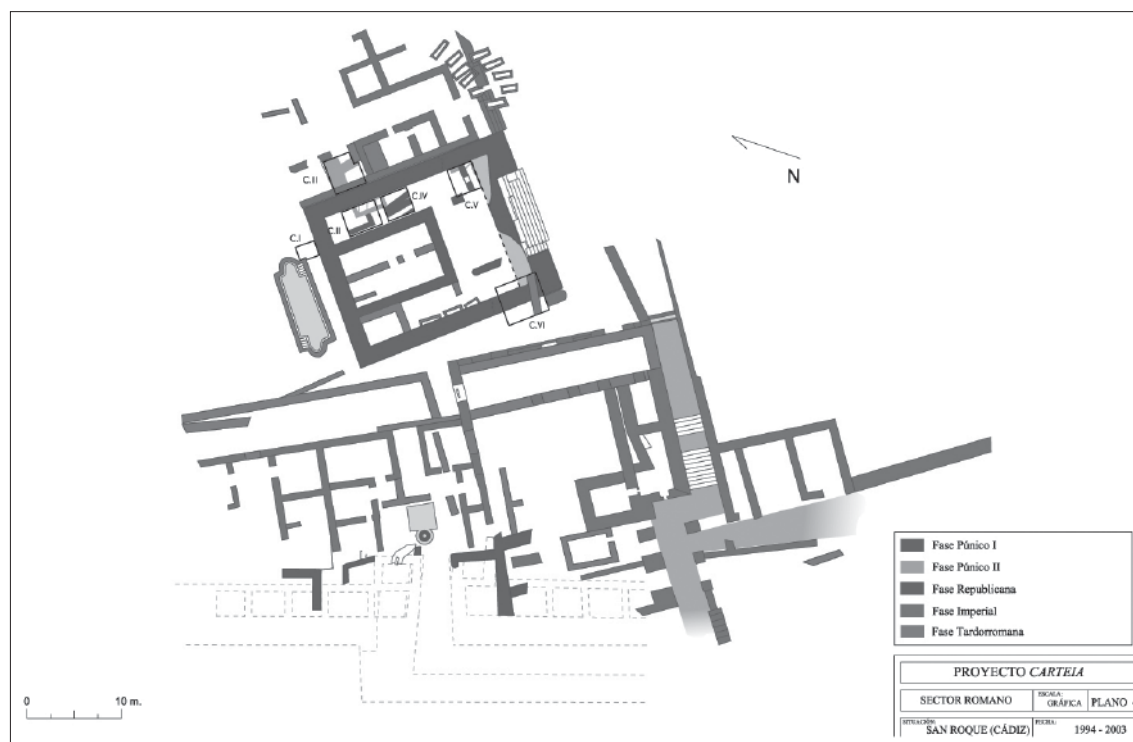 C.III
C.IV
C.V
C.II
C.I
C.VI
N
Fase Púnico I
Fase Púnico II
Fase Republicana
Fase Imperial
Fase Tardorromana
PROYECTO CARTEIA
SECTOR ROMANO
ESCALA:
GRÁFICA
PLANO
SITUACIÓN:
SAN ROQUE (CÁDIZ)
FECHA:
1994 - 2003
0 10 m.